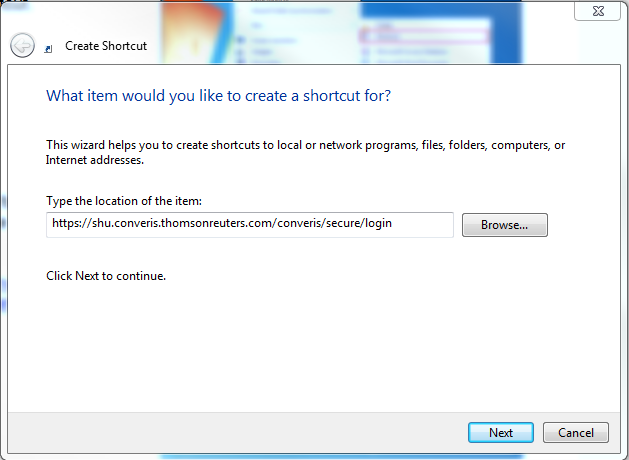 Create Shortcut
What item would you like to create a shortcut for?
This wizard helps you to create shortcuts to local or network programs, files, folders, computers, or
Internet addresses.
Type the location of the item:
https://shu.converis.thomsonreuters.com/converis/secure/login
Browse...
Click Next to continue.
Next
Cancel